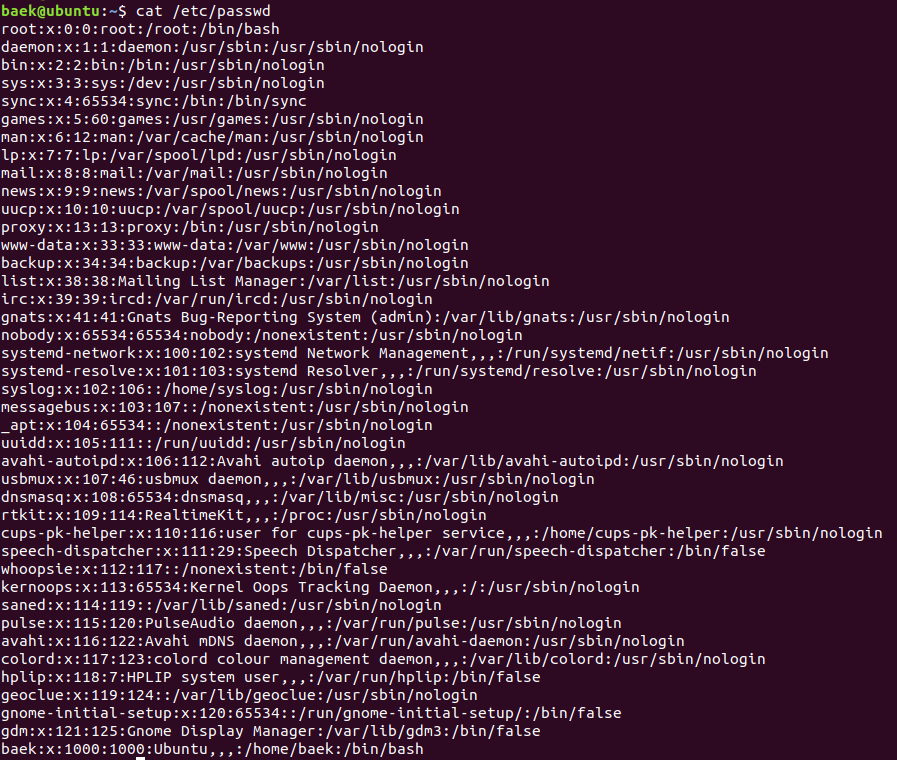 baek@ubuntu:~$ cat /etc/passwd
root:x:0:0:root:/root:/bin/bash
daemon:x:1:1:daemon:/usr/sbin:/usr/sbin/nologin
bin:x:2:2:bin:/bin:/usr/sbin/nologin
sys:x:3:3:sys:/dev:/usr/sbin/nologin
sync:x:4:65534:sync:/bin:/bin/sync
games:x:5:60:games:/usr/games:/usr/sbin/nologin
man:x:6:12:man:/var/cache/man:/usr/sbin/nologin
lp:x:7:7:lp:/var/spool/lpd:/usr/sbin/nologin
mail:x:8:8:mail:/var/mail:/usr/sbin/nologin
news:x:9:9:news:/var/spool/news:/usr/sbin/nologin
uucp:x:10:10:uucp:/var/spool/uucp:/usr/sbin/nologin
proxy:x:13:13:proxy:/bin:/usr/sbin/nologin
www-data:x:33:33:www-data:/var/www:/usr/sbin/nologin
backup:x:34:34:backup:/var/backups:/usr/sbin/nologin
list:x:38:38:Mailing List Manager:/var/list:/usr/sbin/nologin
irc:x:39:39:ircd:/var/run/ircd:/usr/sbin/nologin
gnats:x:41:41:Gnats Bug-Reporting System (admin):/var/lib/gnats:/usr/sbin/nologin
nobody:x:65534:65534:nobody:/nonexistent:/usr/sbin/nologin
systemd-network:x:100:102:systemd Network Management,,,:/run/systemd/netif:/usr/sbin/nologin
systemd-resolve:x:101:103:systemd Resolver,,,:/run/systemd/resolve:/usr/sbin/nologin
syslog:x:102:106::/home/syslog:/usr/sbin/nologin
messagebus:x:103:107::/nonexistent:/usr/sbin/nologin
_apt:x:104:65534::/nonexistent:/usr/sbin/nologin
uuidd:x:105:111::/run/uuidd:/usr/sbin/nologin
avahi-autoipd:x:106:112:Avahi autoip daemon,,,:/var/lib/avahi-autoipd:/usr/sbin/nologin
usbmux:x:107:46:usbmux daemon,,,:/var/lib/usbmux:/usr/sbin/nologin
dnsmasq:x:108:65534:dnsmasq,,,:/var/lib/misc:/usr/sbin/nologin
rtkit:x:109:114:RealtimeKit,,,:/proc:/usr/sbin/nologin
cups-pk-helper:x:110:116:user for cups-pk-helper service,,,:/home/cups-pk-helper:/usr/sbin/nologin
speech-dispatcher:x:111:29:Speech Dispatcher,,,:/var/run/speech-dispatcher:/bin/false
whoopsie:x:112:117::/nonexistent:/bin/false
kernoops:x:113:65534:Kernel Oops Tracking Daemon,,,:/:/usr/sbin/nologin
saned:x:114:119::/var/lib/saned:/usr/sbin/nologin
pulse:x:115:120:PulseAudio daemon,,,:/var/run/pulse:/usr/sbin/nologin
avahi:x:116:122:Avahi mDNS daemon,,,:/var/run/avahi-daemon:/usr/sbin/nologin
colord:x:117:123:colord colour management daemon,,,:/var/lib/colord:/usr/sbin/nologin
hplip:x:118:7:HPLIP system user,,,:/var/run/hplip:/bin/false
geoclue:x:119:124::/var/lib/geoclue:/usr/sbin/nologin
gnome-initial-setup:x:120:65534::/run/gnome-initial-setup/:/bin/false
gdm:x:121:125:Gnome Display Manager:/var/lib/gdm3:/bin/false
baek:x:1000:1000:Ubuntu,,,:/home/baek:/bin/bash